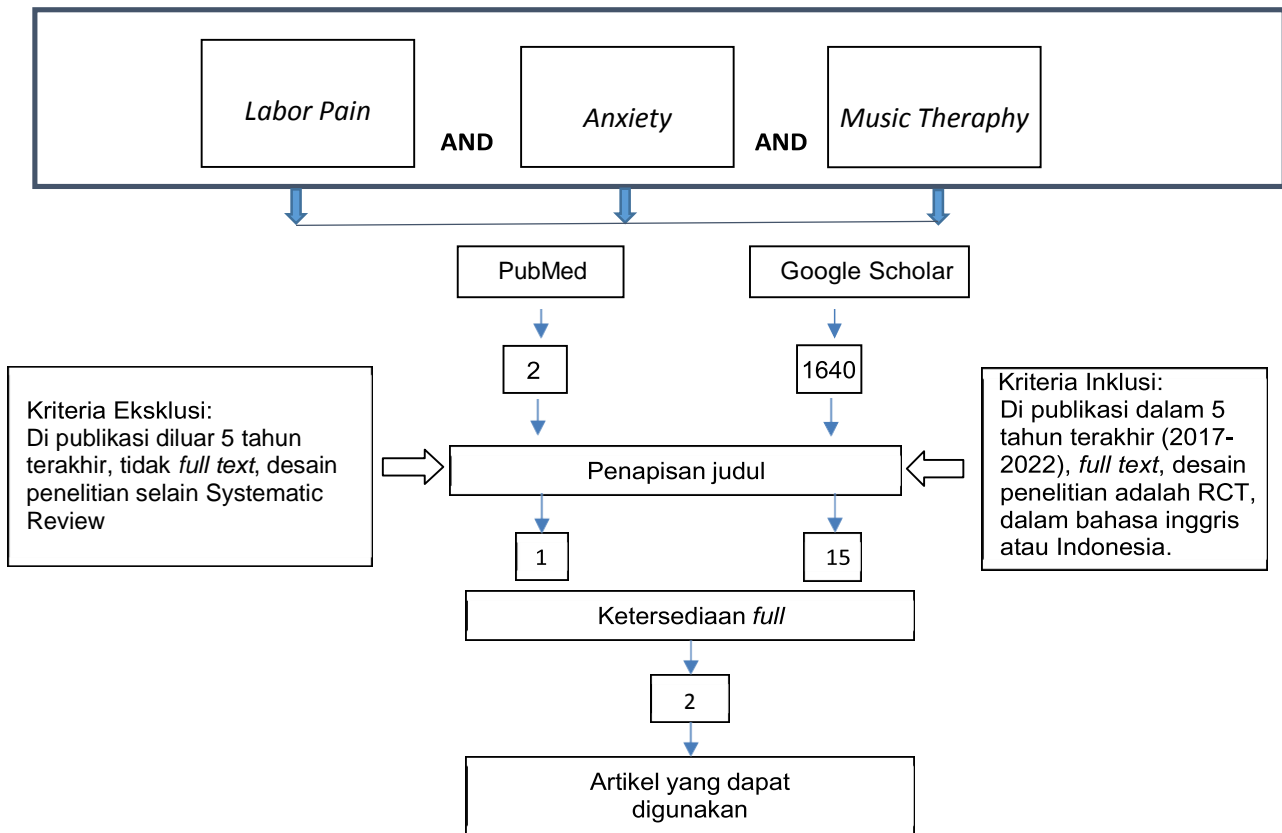 Labor Pain
AND
Anxiety
AND
Music Theraphy
PubMed
Google Scholar
2
1640
Kriteria Eksklusi:
Di publikasi diluar 5 tahun
terakhir, tidak full text, desain
penelitian selain Systematic
Review
Penapisan judul
Kriteria Inklusi:
Di publikasi dalam 5
tahun terakhir (2017-
2022), full text, desain
penelitian adalah RCT,
dalam bahasa inggris
atau Indonesia.
1
15
Ketersediaan full
2
Artikel yang dapat
digunakan